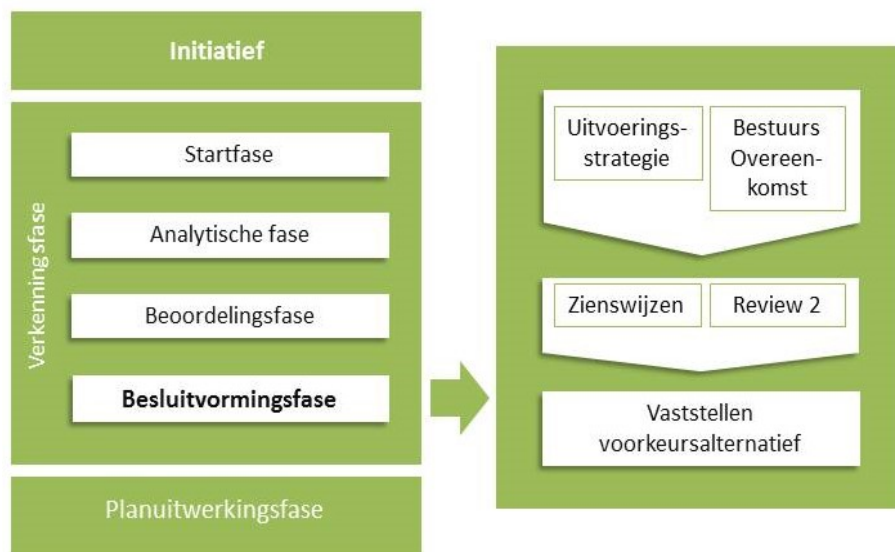 Initiatief
Verkenningsfase
Startfase
Analytische fase
Beoordelingsfase
Besluitvormingsfase
Planuitwerkingsfase
Uitvoerings-
strategie
Bestuurs
Overeen-
komst
Zienswijzen
Review 2
Vaststellen
voorkeursalternatief